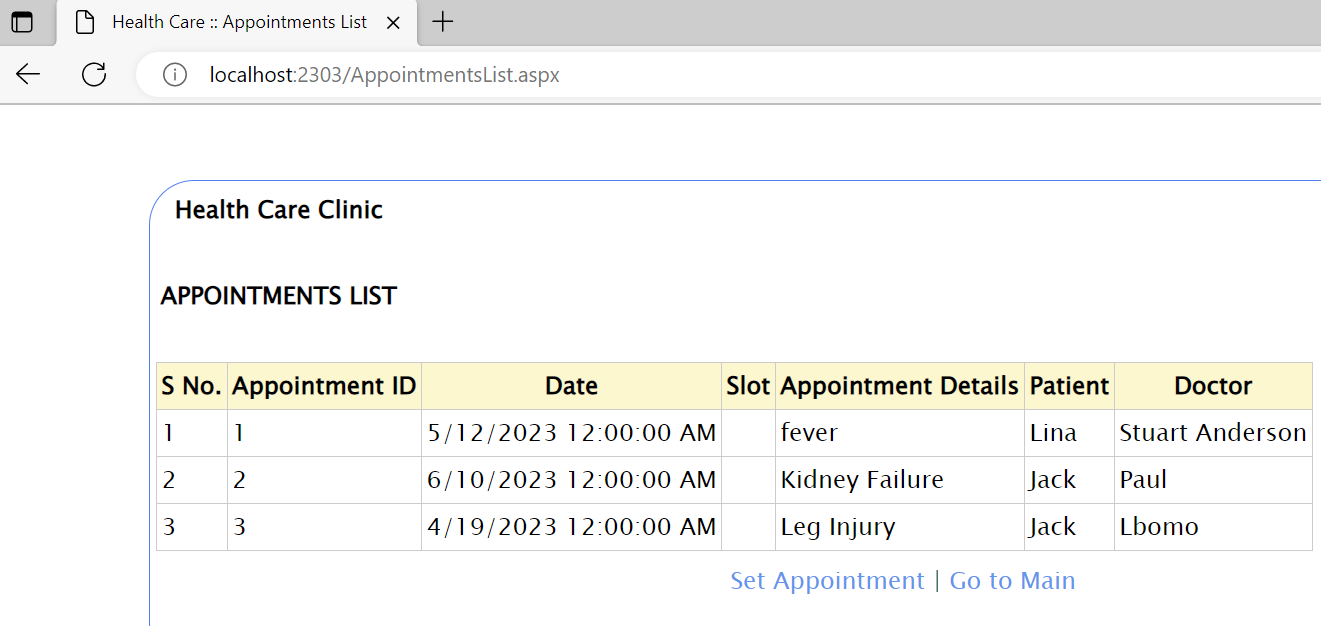 Health Care :: Appointments List
localhost:2303/AppointmentsList.aspx
Health Care Clinic
APPOINTMENTS LIST
S No. Appointment ID Date Slot Appointment Details Patient Doctor
1 1 5/12/2023 12:00:00 AM fever Lina Stuart Anderson
2 2 6/10/2023 12:00:00 AM Kidney Failure Jack Paul
3 3 4/19/2023 12:00:00 AM Leg Injury Jack Lbomo
Set Appointment | Go to Main